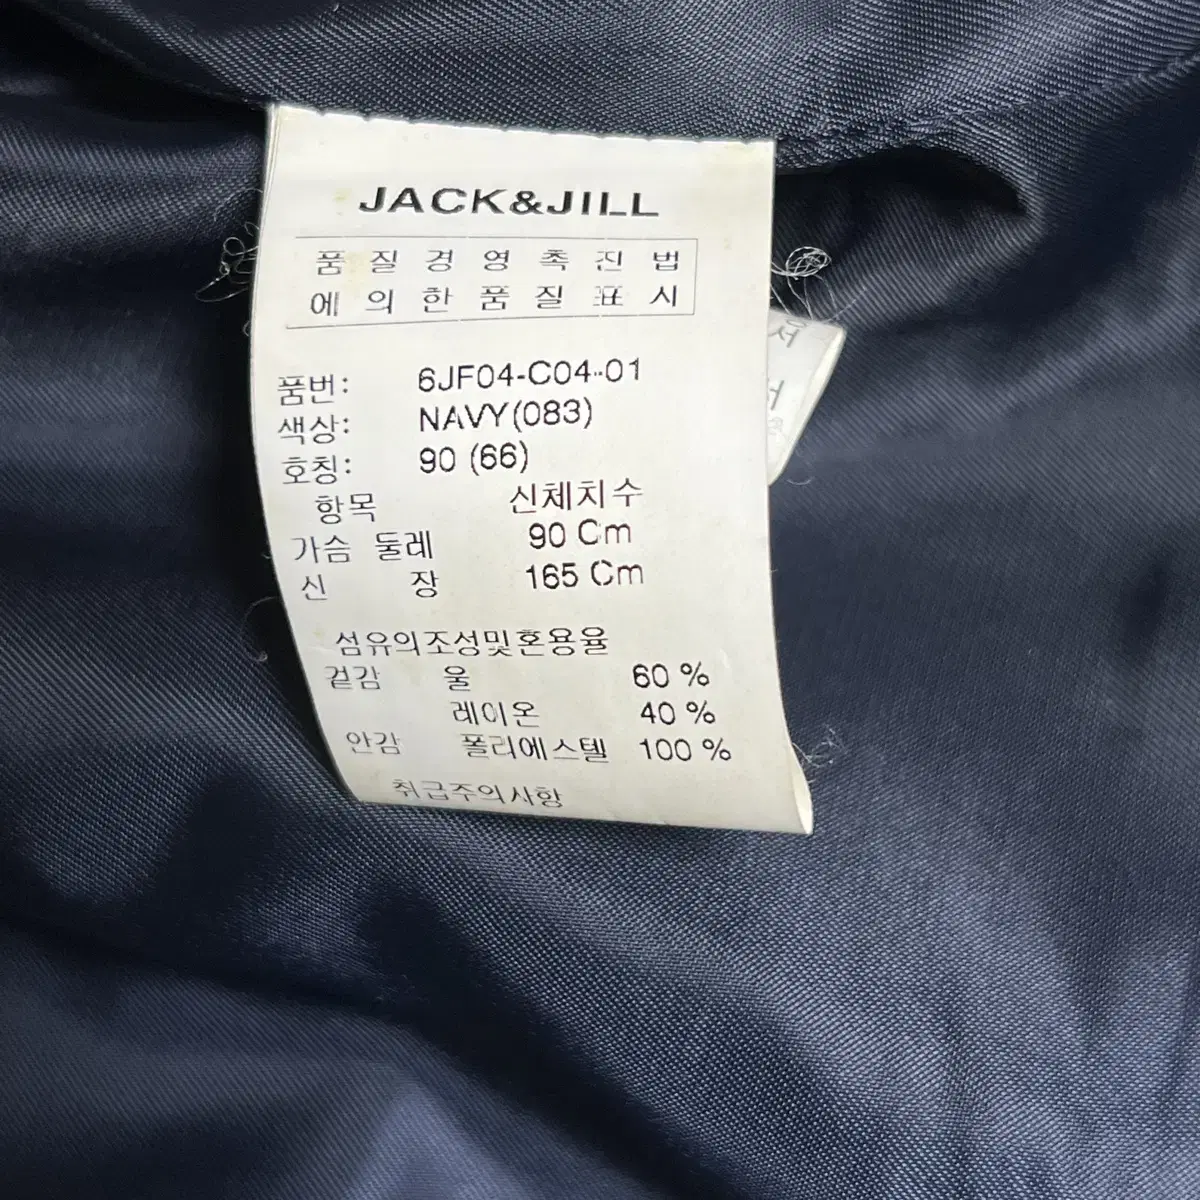 JACK&JILL
품 질 경 영 촉 진 법
에 의 한 품 질 표 시
품번: 6JF04-C04-01
색상: NAVY(083)
호칭: 90 (66)
항목 신체치수
가슴 둘레 90 Cm
신 장 165 Cm
섬유의조성및혼용율
겉감 울 60 %
레이온 40 %
안감 폴리에스텔 100 %
취급주의사항